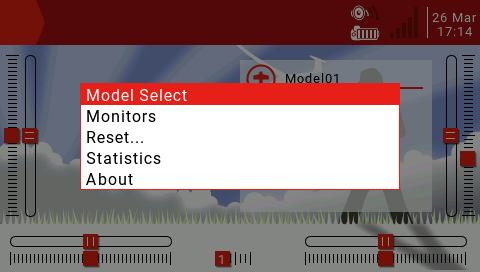 26 Mar
17:14
Model01
Model Select
Monitors
Reset...
Statistics
About
1